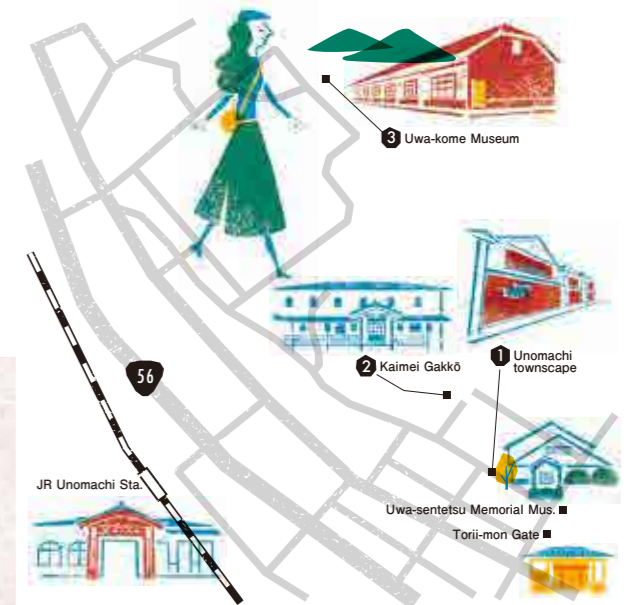 3 Uwa-kome Museum
1 Unomachi
townscape
2 Kaimei Gakkō
56
JR Unomachi Sta.
Uwa-sentetsu Memorial Mus.
Torii-mon Gate